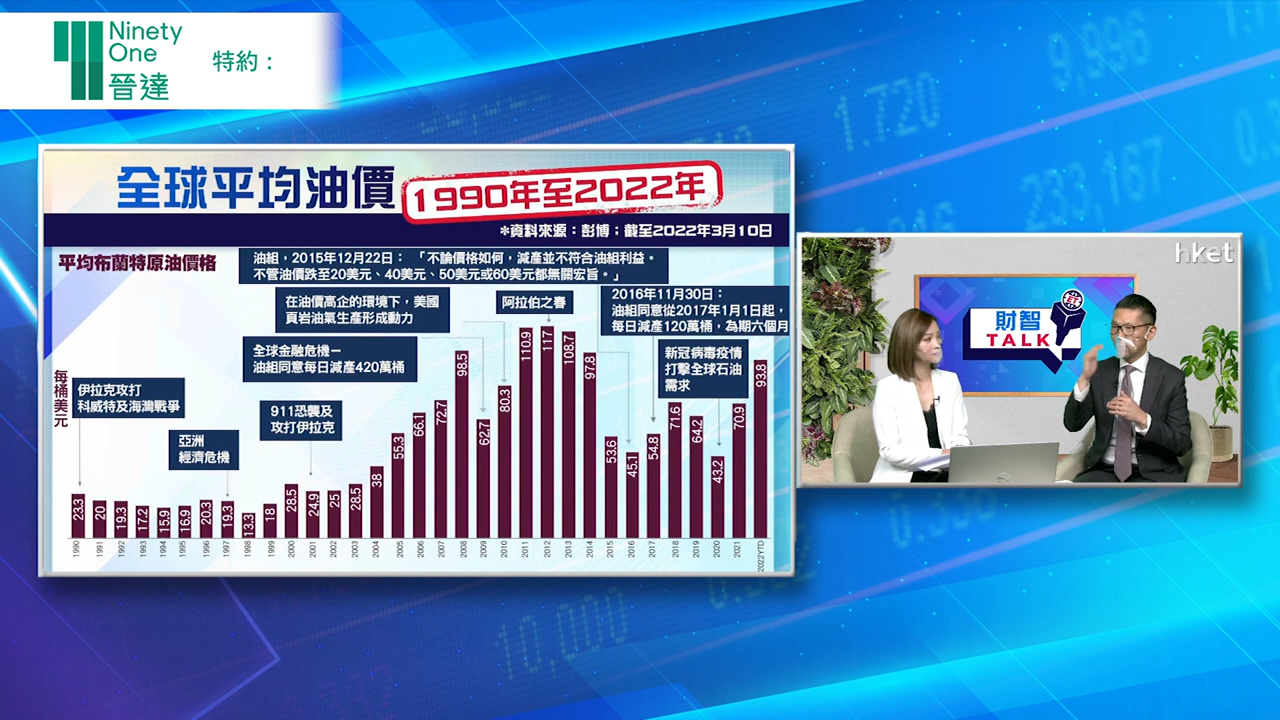 Ninety
One
晉達
特約：
全球平均油價
1990年至2022年
*資料來源：彭博；截至2022年3月10日
平均布蘭特原油價格
油組，2015年12月22日：「不論價格如何，減產並不符合油組利益。
不管油價跌至20美元、40美元、50美元或60美元都無關宏旨。」
在油價高企的環境下，美國
頁岩油氣生產形成動力
阿拉伯之春
2016年11月30日：
油組同意從2017年1月1日起，
每日減產120萬桶，為期六個月
全球金融危機－
油組同意每日減產420萬桶
新冠病毒疫情
打擊全球石油
需求
每桶美元
伊拉克攻打
科威特及海灣戰爭
911恐襲及
攻打伊拉克
亞洲
經濟危機
23.3
20
19.3
17.2
15.9
16.9
20.3
19.3
13.3
18
28.5
24.9
25
28.5
38
55.3
66.1
72.7
98.5
62.7
80.3
110.9
117
108.7
97.8
53.6
45.1
54.8
71.6
64.2
43.2
70.9
93.8
1990
1991
1992
1993
1994
1995
1996
1997
1998
1999
2000
2001
2002
2003
2004
2005
2006
2007
2008
2009
2010
2011
2012
2013
2014
2015
2016
2017
2018
2019
2020
2021
2022YTD
hket
ET
財智
TALK
1.720
9,996
233,167
10,000